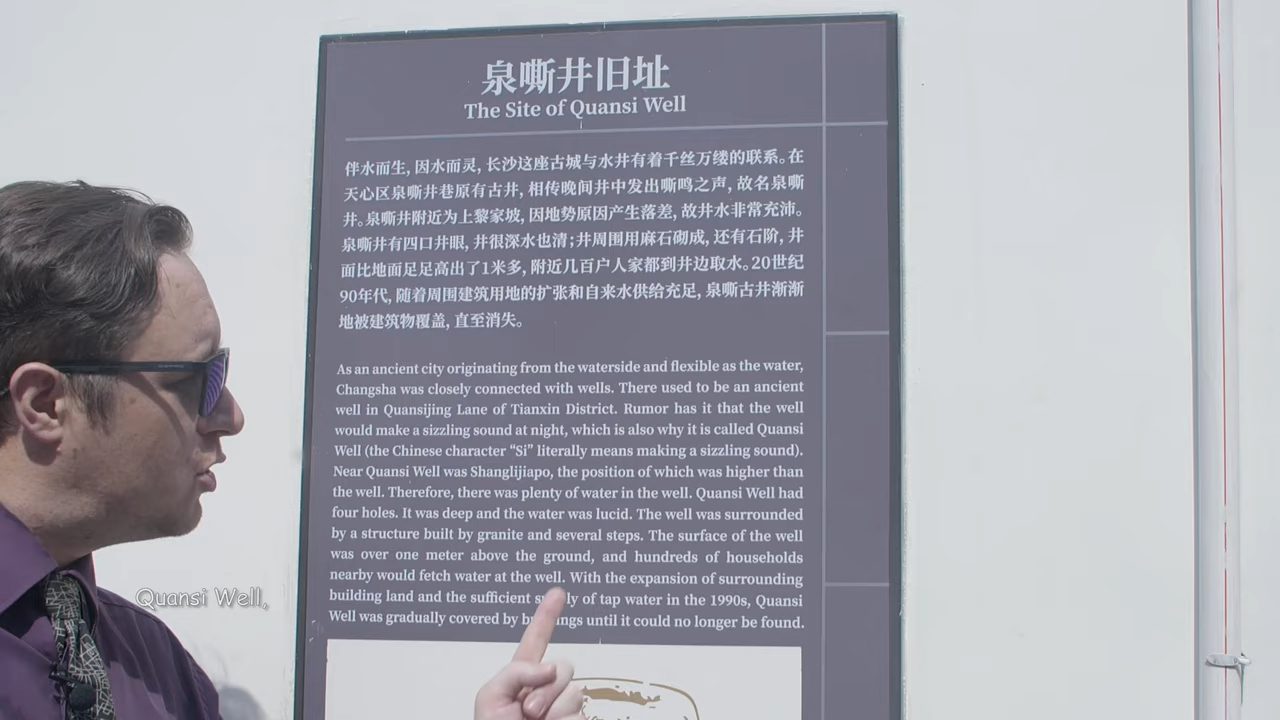 泉嘶井旧址
The Site of Quansi Well
伴水而生, 因水而灵, 长沙这座古城与水井有着千丝万缕的联系。在
天心区泉嘶井巷原有古井, 相传晚间井中发出嘶鸣之声, 故名泉嘶
井。泉嘶井附近为上黎家坡, 因地势原因产生落差, 故井水非常充沛。
泉嘶井有四口井眼, 井很深水也清; 井周围用麻石砌成, 还有石阶, 井
面比地面足足高出了1米多, 附近几百户人家都到井边取水。20世纪
90年代, 随着周围建筑用地的扩张和自来水供给充足, 泉嘶古井渐渐
地被建筑物覆盖, 直至消失。
As an ancient city originating from the waterside and flexible as the water,
Changsha was closely connected with wells. There used to be an ancient
well in Quansijing Lane of Tianxin District. Rumor has it that the well
would make a sizzling sound at night, which is also why it is called Quansi
Well (the Chinese character “Si” literally means making a sizzling sound).
Near Quansi Well was Shanglijiapo, the position of which was higher than
the well. Therefore, there was plenty of water in the well. Quansi Well had
four holes. It was deep and the water was lucid. The well was surrounded
by a structure built by granite and several steps. The surface of the well
was over one meter above the ground, and hundreds of households
nearby would fetch water at the well. With the expansion of surrounding
building land and the sufficient of tap water in the 1990s, Quansi
Well was gradually covered by until it could no longer be found.
Quansi Well,